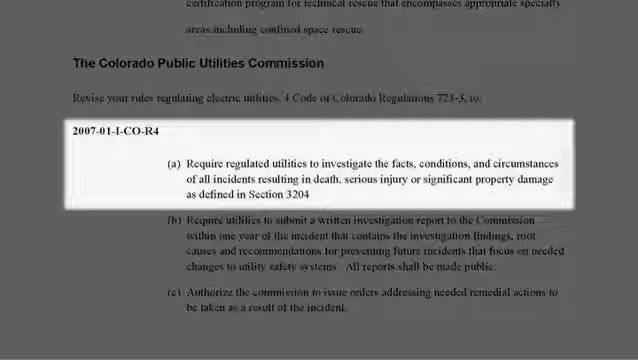 certification program for technical rescue that encompasses appropriate specialty
areas including confined space rescue.
The Colorado Public Utilities Commission
Revise your rules regulating electric utilities, 4 Code of Colorado Regulations 723-3, to:
2007-01-I-CO-R4
(a) Require regulated utilities to investigate the facts, conditions, and circumstances
of all incidents resulting in death, serious injury or significant property damage
as defined in Section 3204
(b) Require utilities to submit a written investigation report to the Commission
within one year of the incident that contains the investigation findings, root
causes and recommendations for preventing future incidents that focus on needed
changes to utility safety systems. All reports shall be made public.
(c) Authorize the commission to issue orders addressing needed remedial actions to
be taken as a result of the incident.